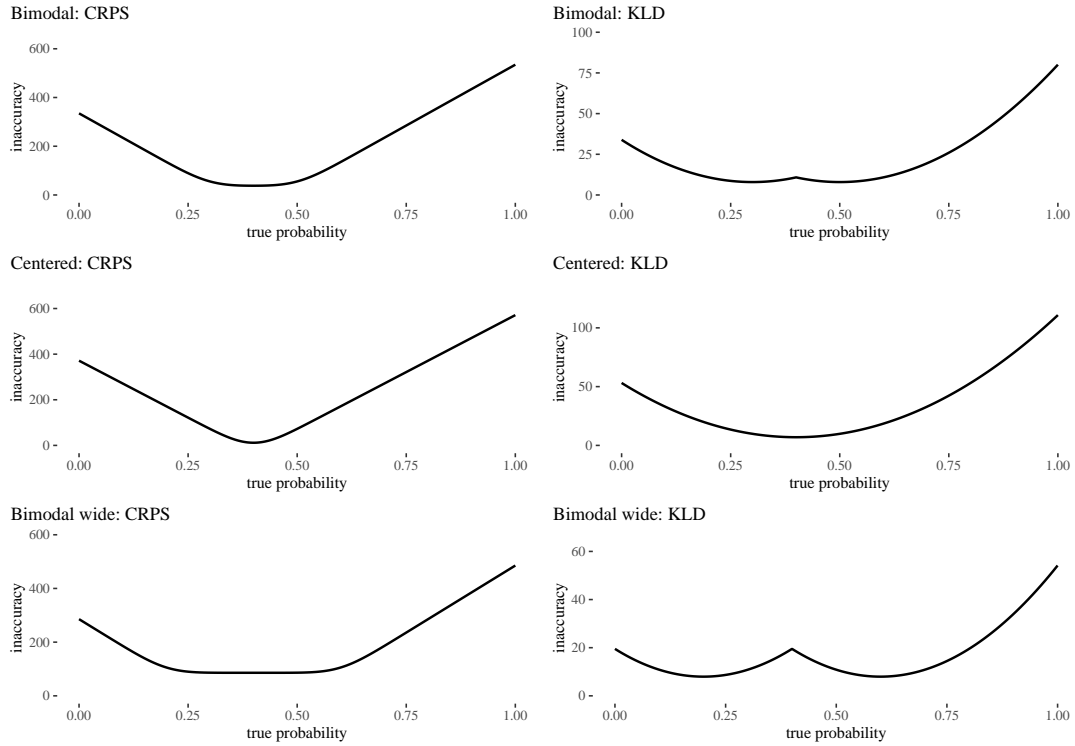 Bimodal: CRPS
inaccuracy
600
400
200
0
0.00 0.25 0.50 0.75 1.00
true probability
Bimodal: KLD
inaccuracy
100
75
50
25
0
0.00 0.25 0.50 0.75 1.00
true probability
Centered: CRPS
inaccuracy
600
400
200
0
0.00 0.25 0.50 0.75 1.00
true probability
Centered: KLD
inaccuracy
100
50
0
0.00 0.25 0.50 0.75 1.00
true probability
Bimodal wide: CRPS
inaccuracy
600
400
200
0
0.00 0.25 0.50 0.75 1.00
true probability
Bimodal wide: KLD
inaccuracy
60
40
20
0
0.00 0.25 0.50 0.75 1.00
true probability